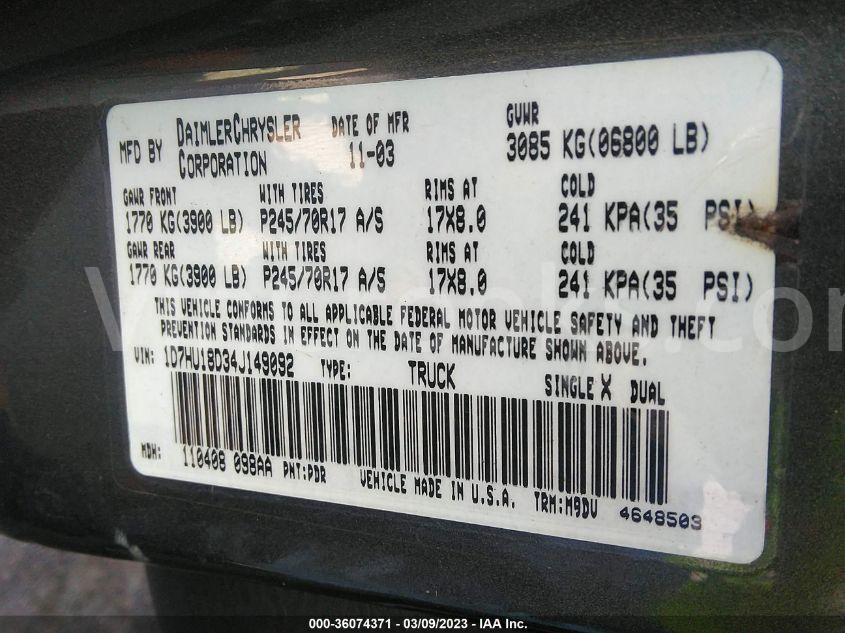 MFD BY DAIMLERCHRYSLER CORPORATION DATE OF MFR 11-03 GVWR 3085 KG(06800 LB)
GAWR FRONT WITH TIRES RIMS AT COLD
1770 KG(3900 LB) P245/70R17 A/S 17X8.0 241 KPA(35 PSI)
GAWR REAR WITH TIRES RIMS AT COLD
1770 KG(3900 LB) P245/70R17 A/S 17X8.0 241 KPA(35 PSI)
THIS VEHICLE CONFORMS TO ALL APPLICABLE FEDERAL MOTOR VEHICLE SAFETY AND THEFT
PREVENTION STANDARDS IN EFFECT ON THE DATE OF MANUFACTURE SHOWN ABOVE.
VIN: 1D7HU18D34J149092 TYPE: TRUCK SINGLE X DUAL
MDH: 110408 098AA PNT:PDR VEHICLE MADE IN U.S.A. TRM:M9DV 4648503
000-36074371 - 03/09/2023 - IAA Inc.